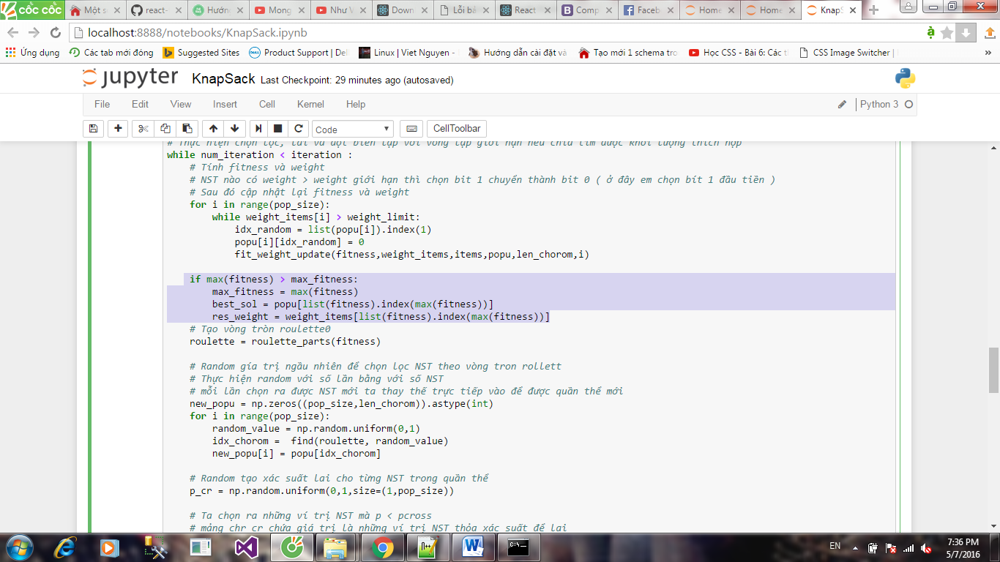 CỐC CỐC
Một s
react-
Hướng
Mong
Như V
Down
Lỗi bả
React
Comp
Faceb
Home
Home
KnapS
localhost:8888/notebooks/KnapSack.ipynb
Ứng dụng
Các tab mới đóng
Suggested Sites
Product Support | Del
Linux | Viet Nguyen -
Hướng dẫn cài đặt và
Tạo mới 1 schema tro
Học CSS - Bài 6: Các t
CSS Image Switcher |
»
jupyter KnapSack Last Checkpoint: 29 minutes ago (autosaved)
File Edit View Insert Cell Kernel Help
Python 3
Code
CellToolbar
# Thực hiện chọn lọc, lai và đột biến lặp với vòng lặp giới hạn nếu chưa tìm được khối lượng thích hợp
while num_iteration < iteration :
# Tính fitness và weight
# NST nào có weight > weight giới hạn thì chọn bit 1 chuyển thành bit 0 ( ở đây em chọn bít 1 đầu tiền )
# Sau đó cập nhật lại fitness và weight
for i in range(pop_size):
while weight_items[i] > weight_limit:
idx_random = list(popu[i]).index(1)
popu[i][idx_random] = 0
fit_weight_update(fitness,weight_items,items,popu,len_chorom,i)
if max(fitness) > max_fitness:
max_fitness = max(fitness)
best_sol = popu[list(fitness).index(max(fitness))]
res_weight = weight_items[list(fitness).index(max(fitness))]
# Tạo vòng tròn roulette0
roulette = roulette_parts(fitness)
# Random gía trị ngầu nhiên để chọn lọc NST theo vòng tron rollett
# Thực hiện random với số lần bằng với số NST
# mỗi lần chọn ra được NST mới ta thay thế trực tiếp vào để được quần thể mới
new_popu = np.zeros((pop_size,len_chorom)).astype(int)
for i in range(pop_size):
random_value = np.random.uniform(0,1)
idx_chorom =  find(roulette, random_value)
new_popu[i] = popu[idx_chorom]
# Random tạo xác suất lai cho từng NST trong quần thể
p_cr = np.random.uniform(0,1,size=(1,pop_size))
# Ta chọn ra những ví trị NST mà p < pcross
# mảng chr_cr chứa giá trị là những ví trị NST thỏa xác suất để lai
EN
7:36 PM
5/7/2016